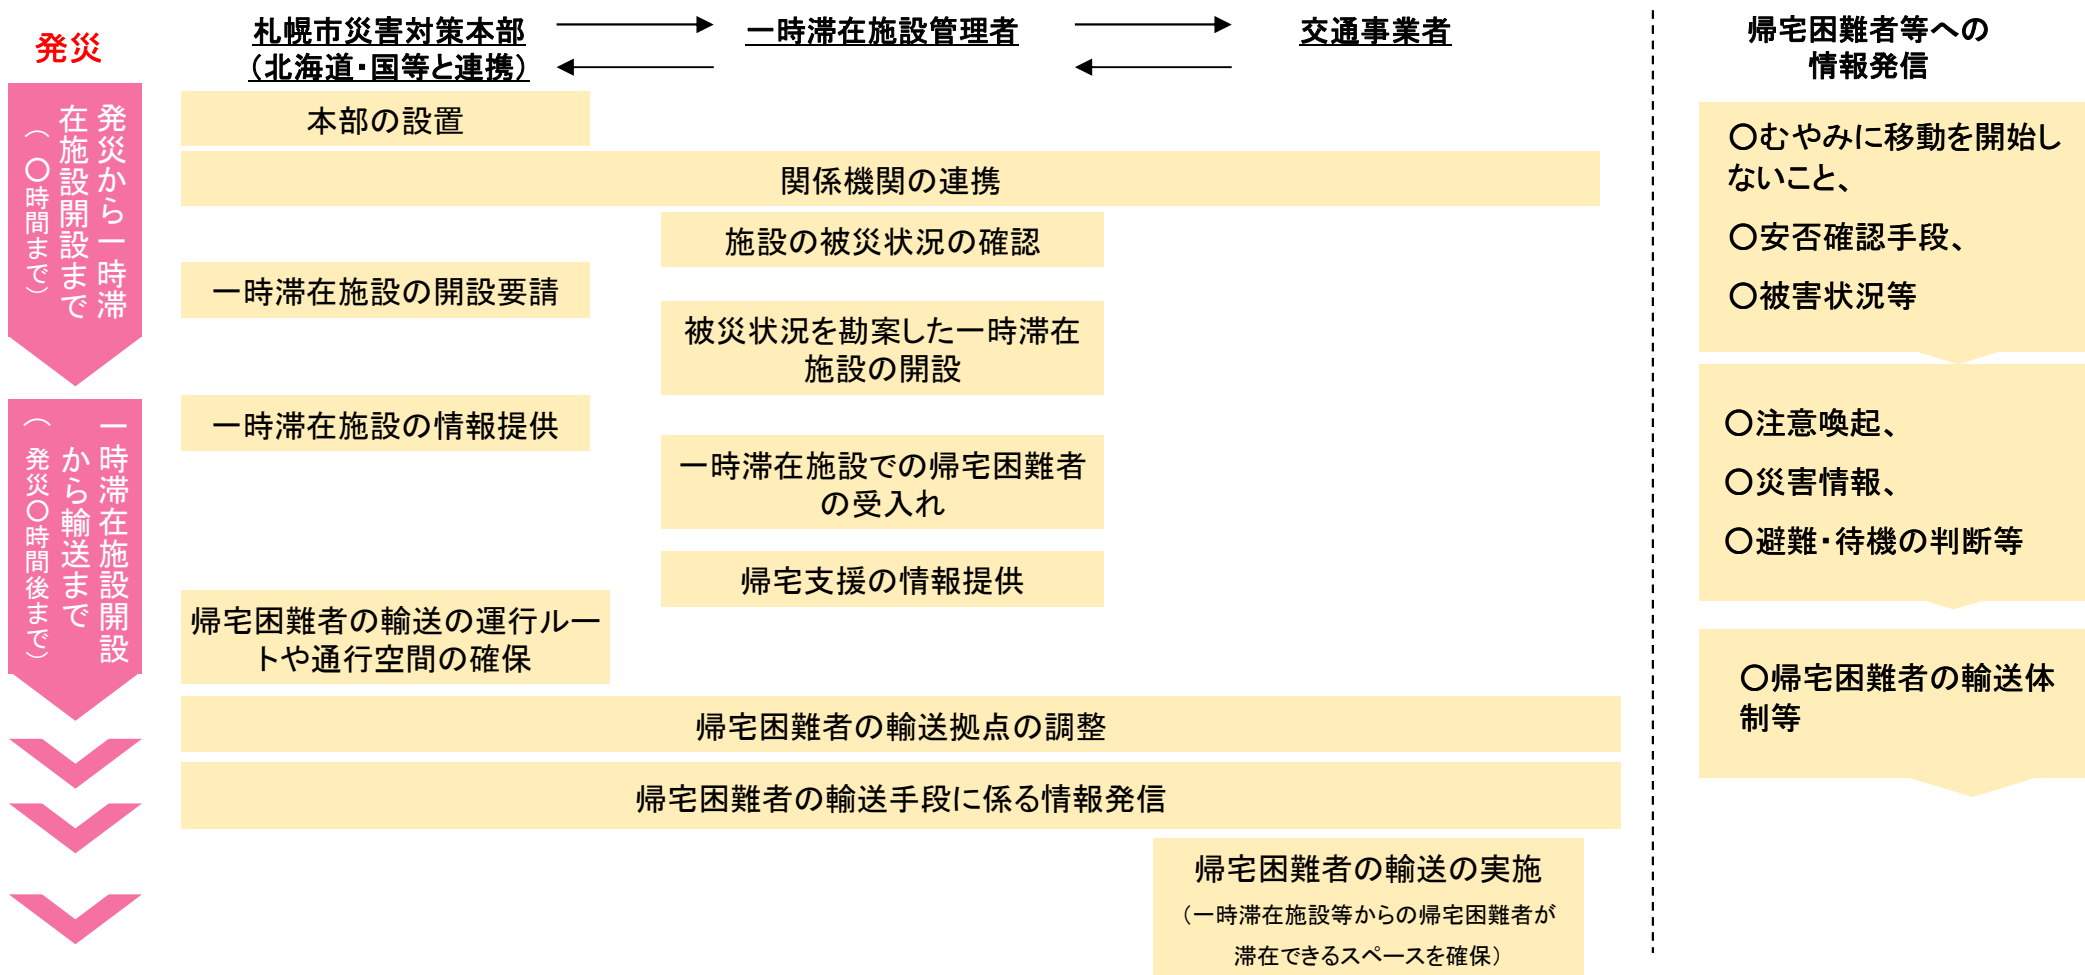 発災
札幌市災害対策本部
（北海道・国等と連携）
一時滞在施設管理者
交通事業者
帰宅困難者等への
情報発信
発災から一時滞
在施設開設まで
（〇時間まで）
一時滞在施設開設
から輸送まで
（発災〇時間後まで）
本部の設置
関係機関の連携
施設の被災状況の確認
一時滞在施設の開設要請
被災状況を勘案した一時滞在
施設の開設
一時滞在施設の情報提供
一時滞在施設での帰宅困難者
の受入れ
帰宅支援の情報提供
帰宅困難者の輸送の運行ルー
トや通行空間の確保
帰宅困難者の輸送拠点の調整
帰宅困難者の輸送手段に係る情報発信
帰宅困難者の輸送の実施
（一時滞在施設等からの帰宅困難者が
滞在できるスペースを確保）
〇むやみに移動を開始し
ないこと、
〇安否確認手段、
〇被害状況等
〇注意喚起、
〇災害情報、
〇避難・待機の判断等
〇帰宅困難者の輸送体
制等